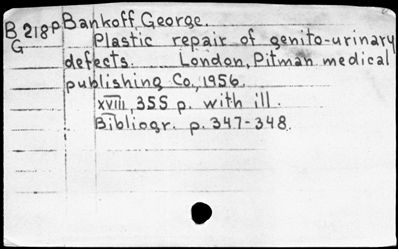 B 218p Bankoff, George.
G Plastic repair of genito-urinary
defects. London, Pitman medical
publishing Co., 1956.
xviii, 355 p. with ill.
Bibliogr. p. 347-348.